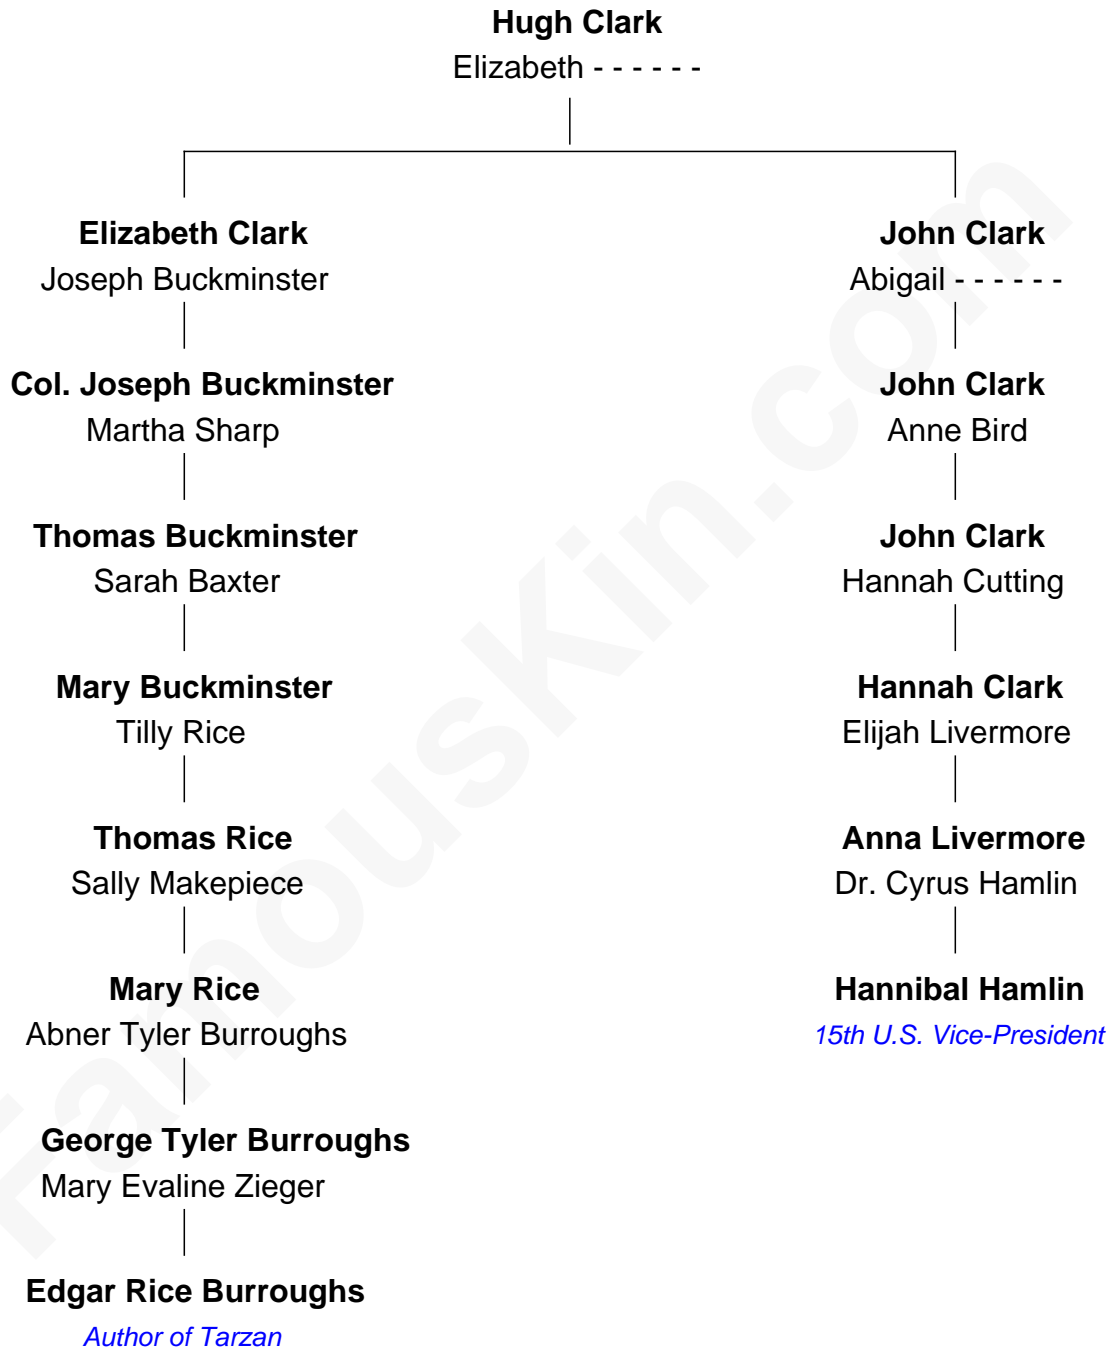 Hugh Clark
Elizabeth - - - - - -
Elizabeth Clark
Joseph Buckminster
John Clark
Abigail - - - - - -
Col. Joseph Buckminster
Martha Sharp
John Clark
Anne Bird
Thomas Buckminster
Sarah Baxter
John Clark
Hannah Cutting
Mary Buckminster
Tilly Rice
Hannah Clark
Elijah Livermore
Thomas Rice
Sally Makepiece
Anna Livermore
Dr. Cyrus Hamlin
Mary Rice
Abner Tyler Burroughs
Hannibal Hamlin
15th U.S. Vice-President
George Tyler Burroughs
Mary Evaline Zieger
Edgar Rice Burroughs
Author of Tarzan
FamousKin.com